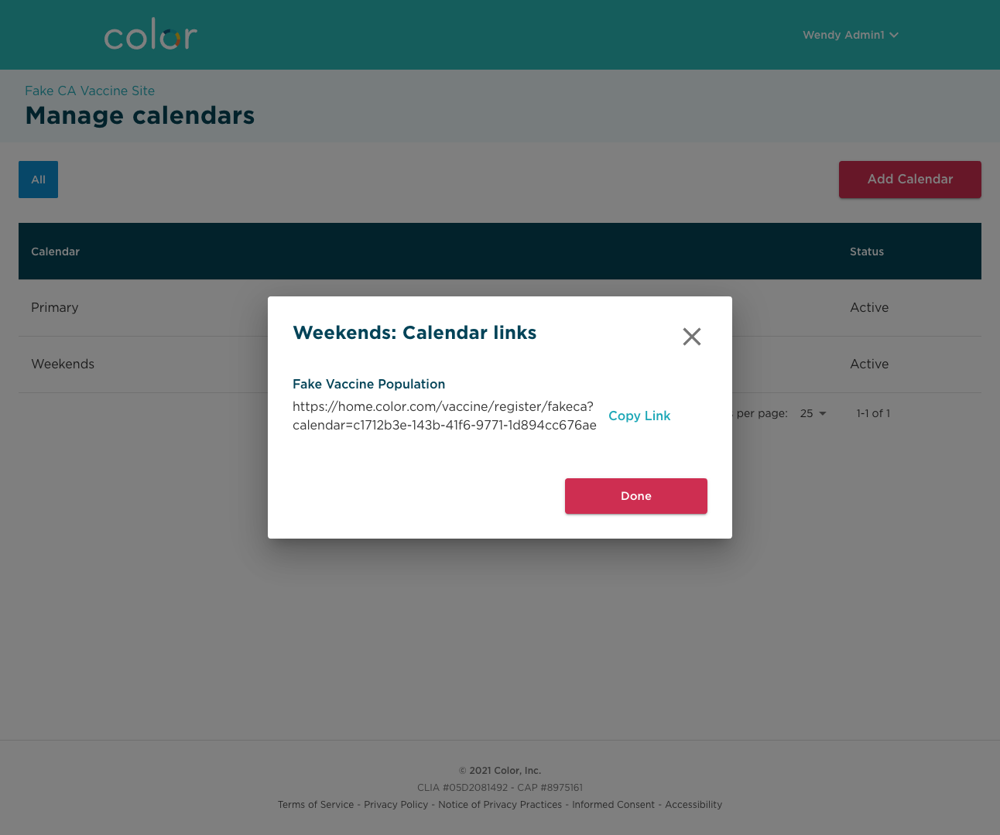 color
Wendy Admin1
Fake CA Vaccine Site
Manage calendars
All
Add Calendar
Calendar
Status
Primary
Active
Weekends
Active
per page:
25
1-1 of 1
Weekends: Calendar links
Fake Vaccine Population
https://home.color.com/vaccine/register/fakeca?
calendar=c1712b3e-143b-41f6-9771-1d894cc676ae
Copy Link
Done
© 2021 Color, Inc.
CLIA #05D2081492 - CAP #8975161
Terms of Service - Privacy Policy - Notice of Privacy Practices - Informed Consent - Accessibility